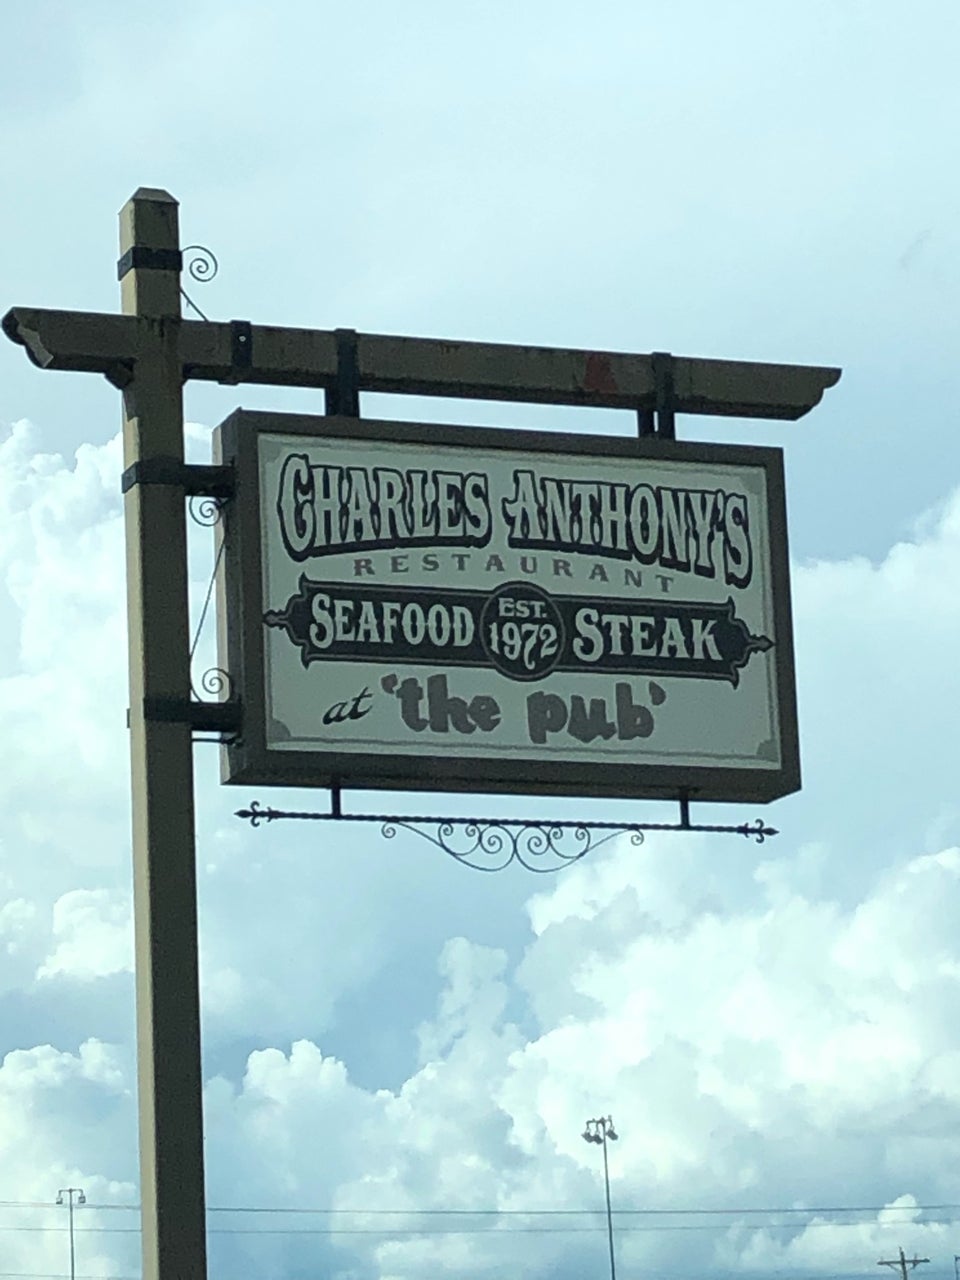 CHARLES ANTHONY'S
RESTAURANT
SEAFOOD EST. 1972 STEAK
at 'the pub'